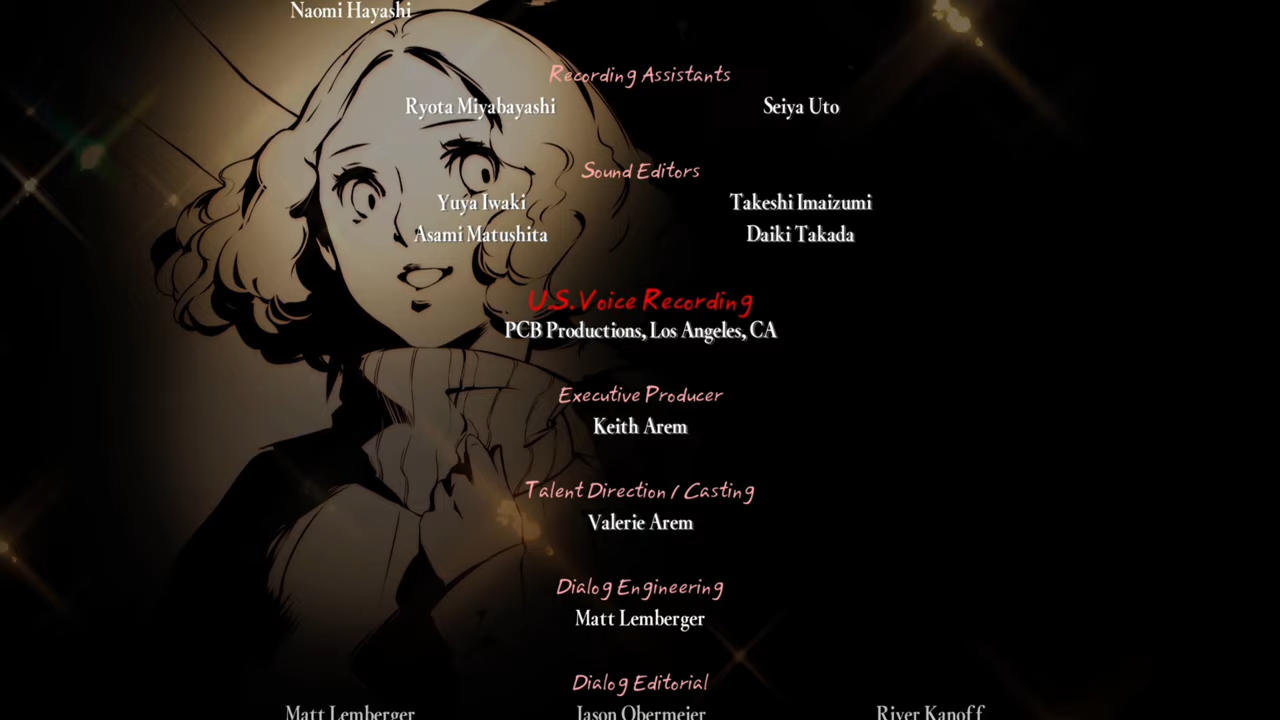 Naomi Hayashi
Recording Assistants
Ryota Miyabayashi Seiya Uto
Sound Editors
Yuya Iwaki Takeshi Imaizumi
Asami Matushita Daiki Takada
U.S. Voice Recording
PCB Productions, Los Angeles, CA
Executive Producer
Keith Arem
Talent Direction / Casting
Valerie Arem
Dialog Engineering
Matt Lemberger
Dialog Editorial
Matt Lemberger Jason Obermeier River Kanoff